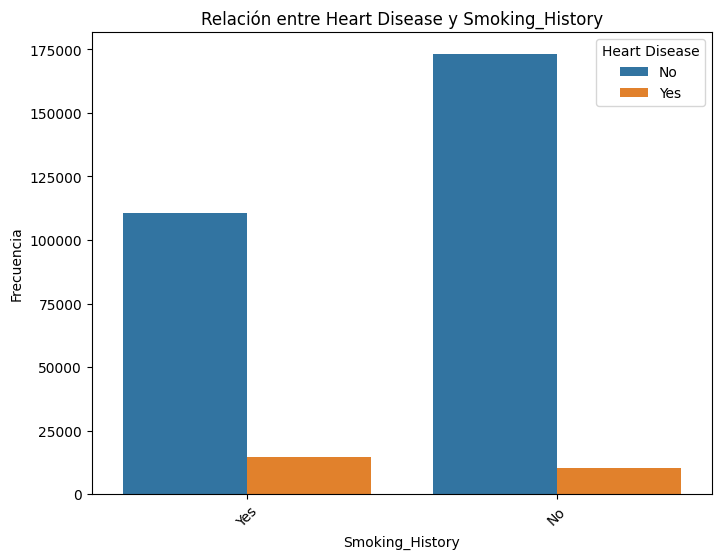 Relación entre Heart Disease y Smoking_History
Heart Disease
No
Yes
175000
150000
125000
100000
75000
50000
25000
0
Frecuencia
Yes
No
Smoking_History